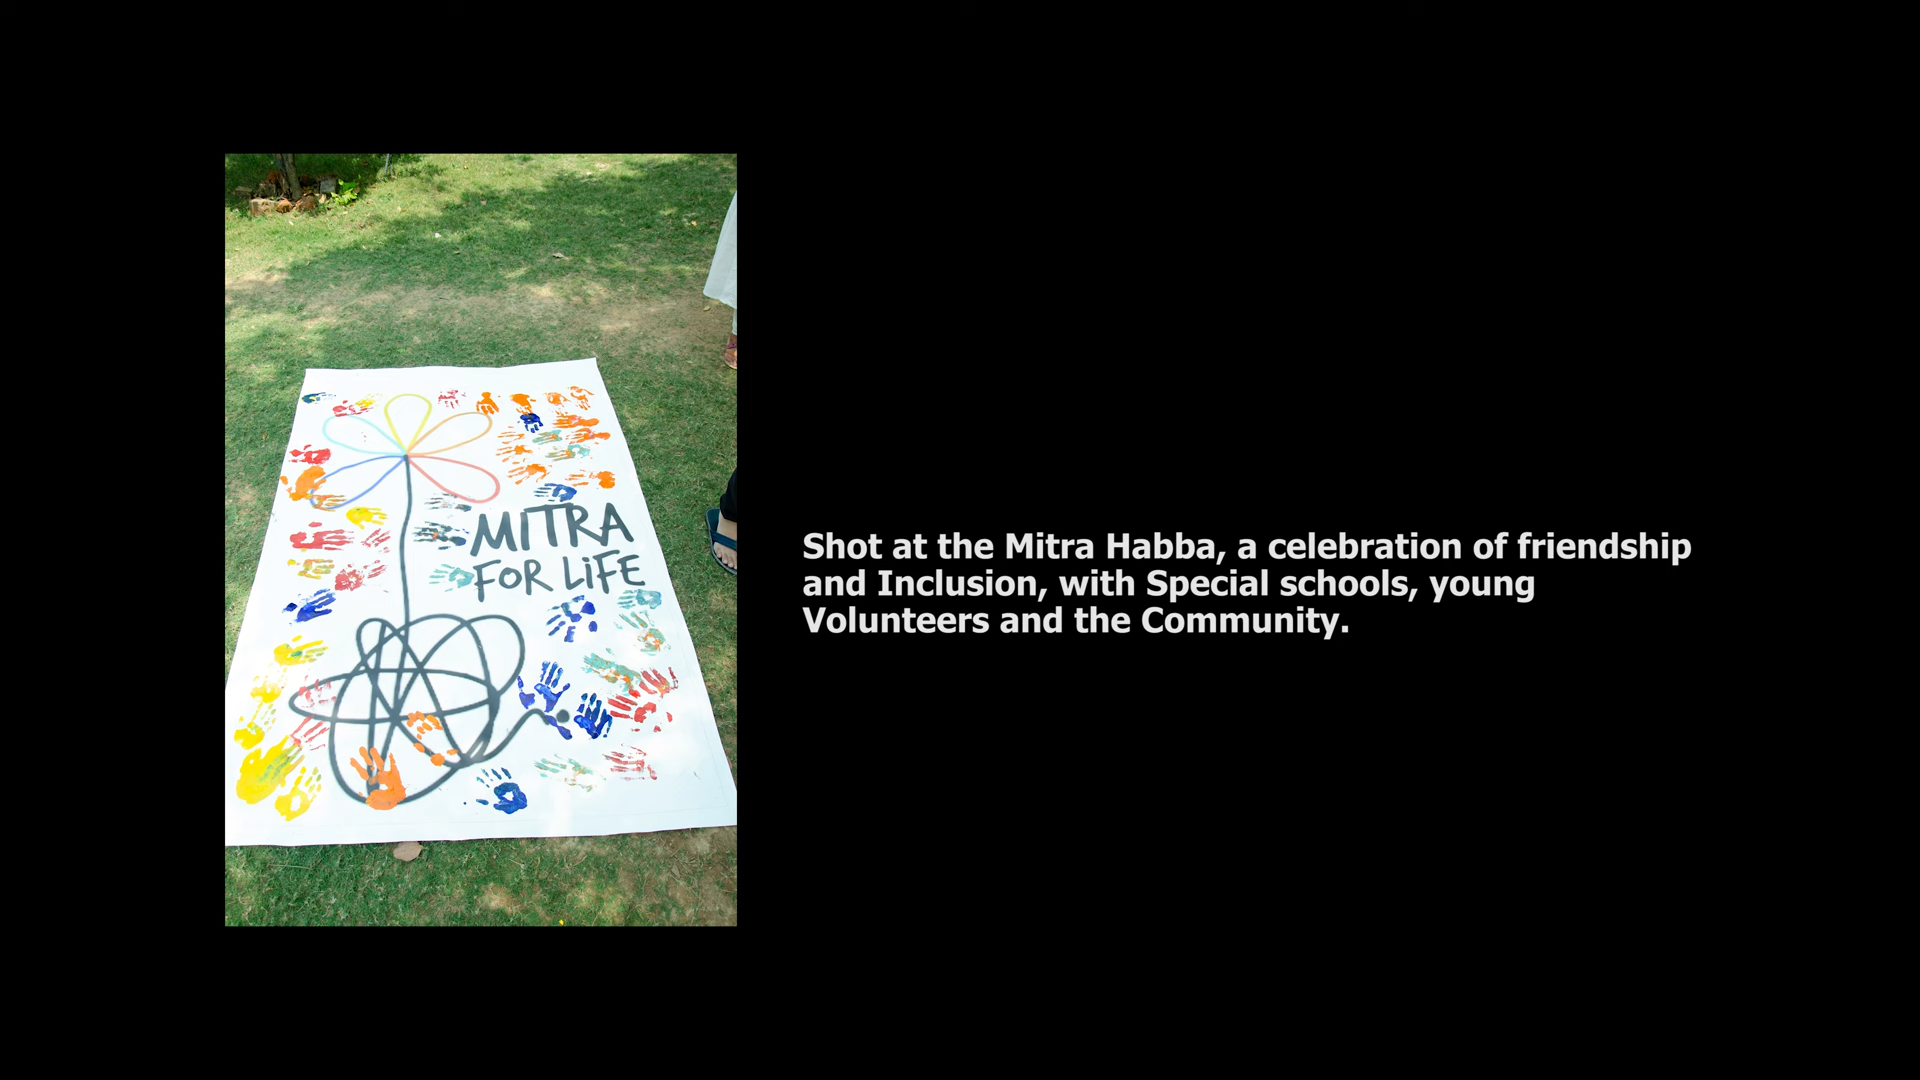 MITRA
FOR LiFE
Shot at the Mitra Habba, a celebration of friendship
and Inclusion, with Special schools, young
Volunteers and the Community.